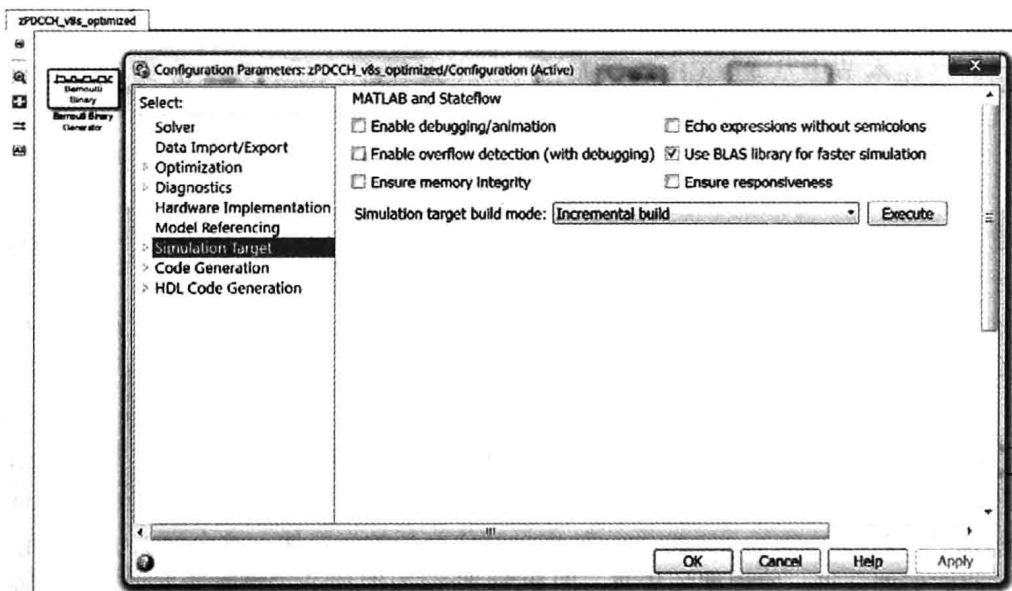 zPDCCH_v8s_optimized
Bernoulli
Binary
Bernoulli Binary
Generator
Configuration Parameters: zPDCCH_v8s_optimized/Configuration (Active)
X
Select:
Solver
Data Import/Export
Optimization
Diagnostics
Hardware Implementation
Model Referencing
Simulation Target
Code Generation
HDL Code Generation
MATLAB and Stateflow
Enable debugging/animation
Echo expressions without semicolons
Enable overflow detection (with debugging)
Use BLAS library for faster simulation
Ensure memory integrity
Ensure responsiveness
Simulation target build mode: Incremental build
Execute
OK
Cancel
Help
Apply